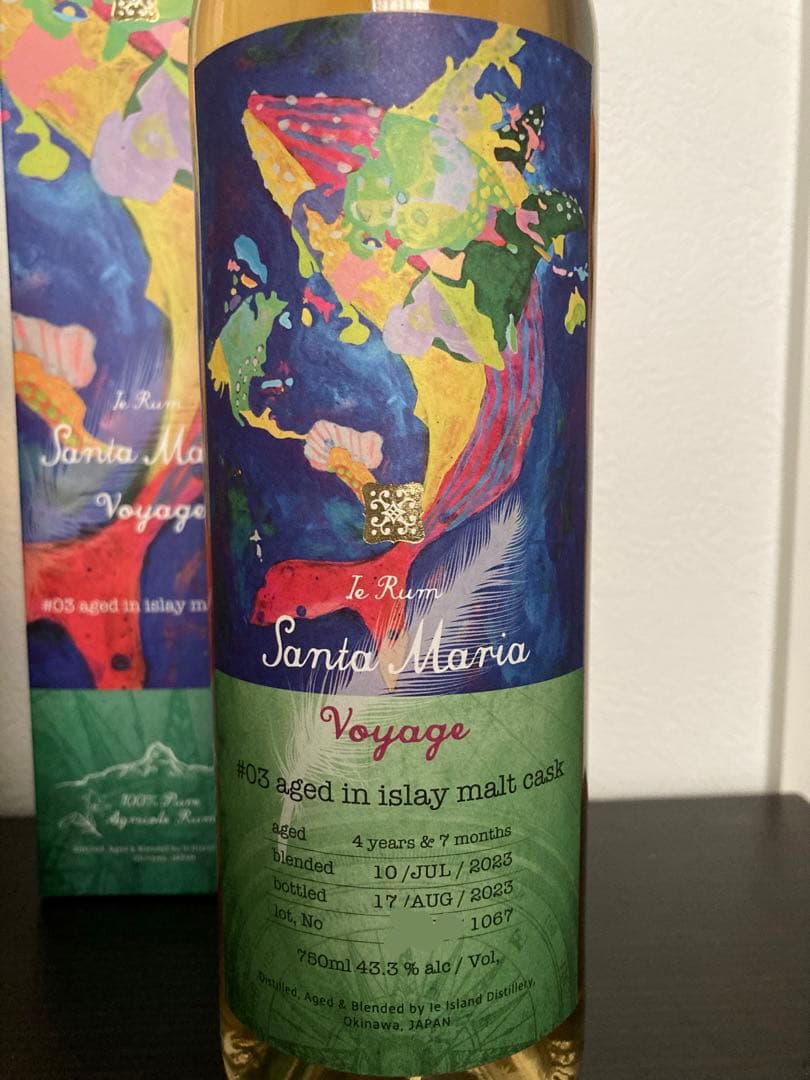 Ie Rum
Santa Maria
Voyage
#03 aged in islay malt cask
aged 4 years & 7 months
blended 10 /JUL / 2023
bottled 17 /AUG / 2023
lot, No 1067
750ml 43.3 % alc / Vol,
Distilled, Aged & Blended by Ie Island Distillery,
Okinawa, JAPAN
Ie Rum
Santa Ma
Voyage
#03 aged in islay m
100% Pure
Agricole Rum
Okinawa, JAPAN